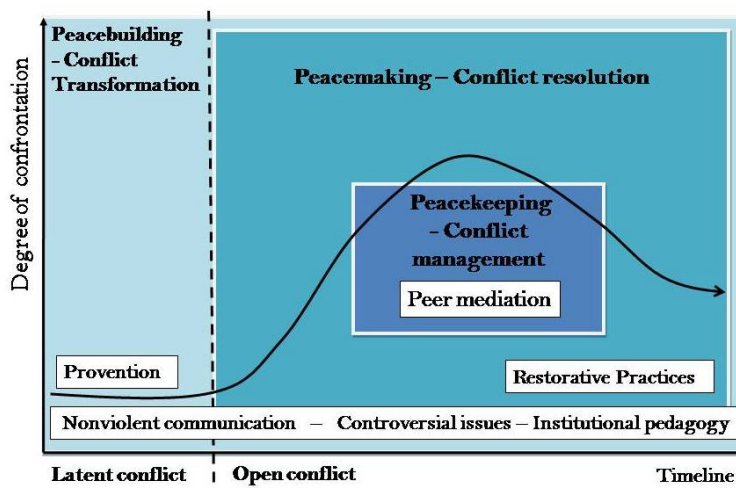 Peacebuilding
- Conflict
Transformation
Peacemaking – Conflict resolution
Degree of confrontation
Peacekeeping
- Conflict
management
Peer mediation
Provention
Restorative Practices
Nonviolent communication – Controversial issues – Institutional pedagogy
Latent conflict
Open conflict
Timeline